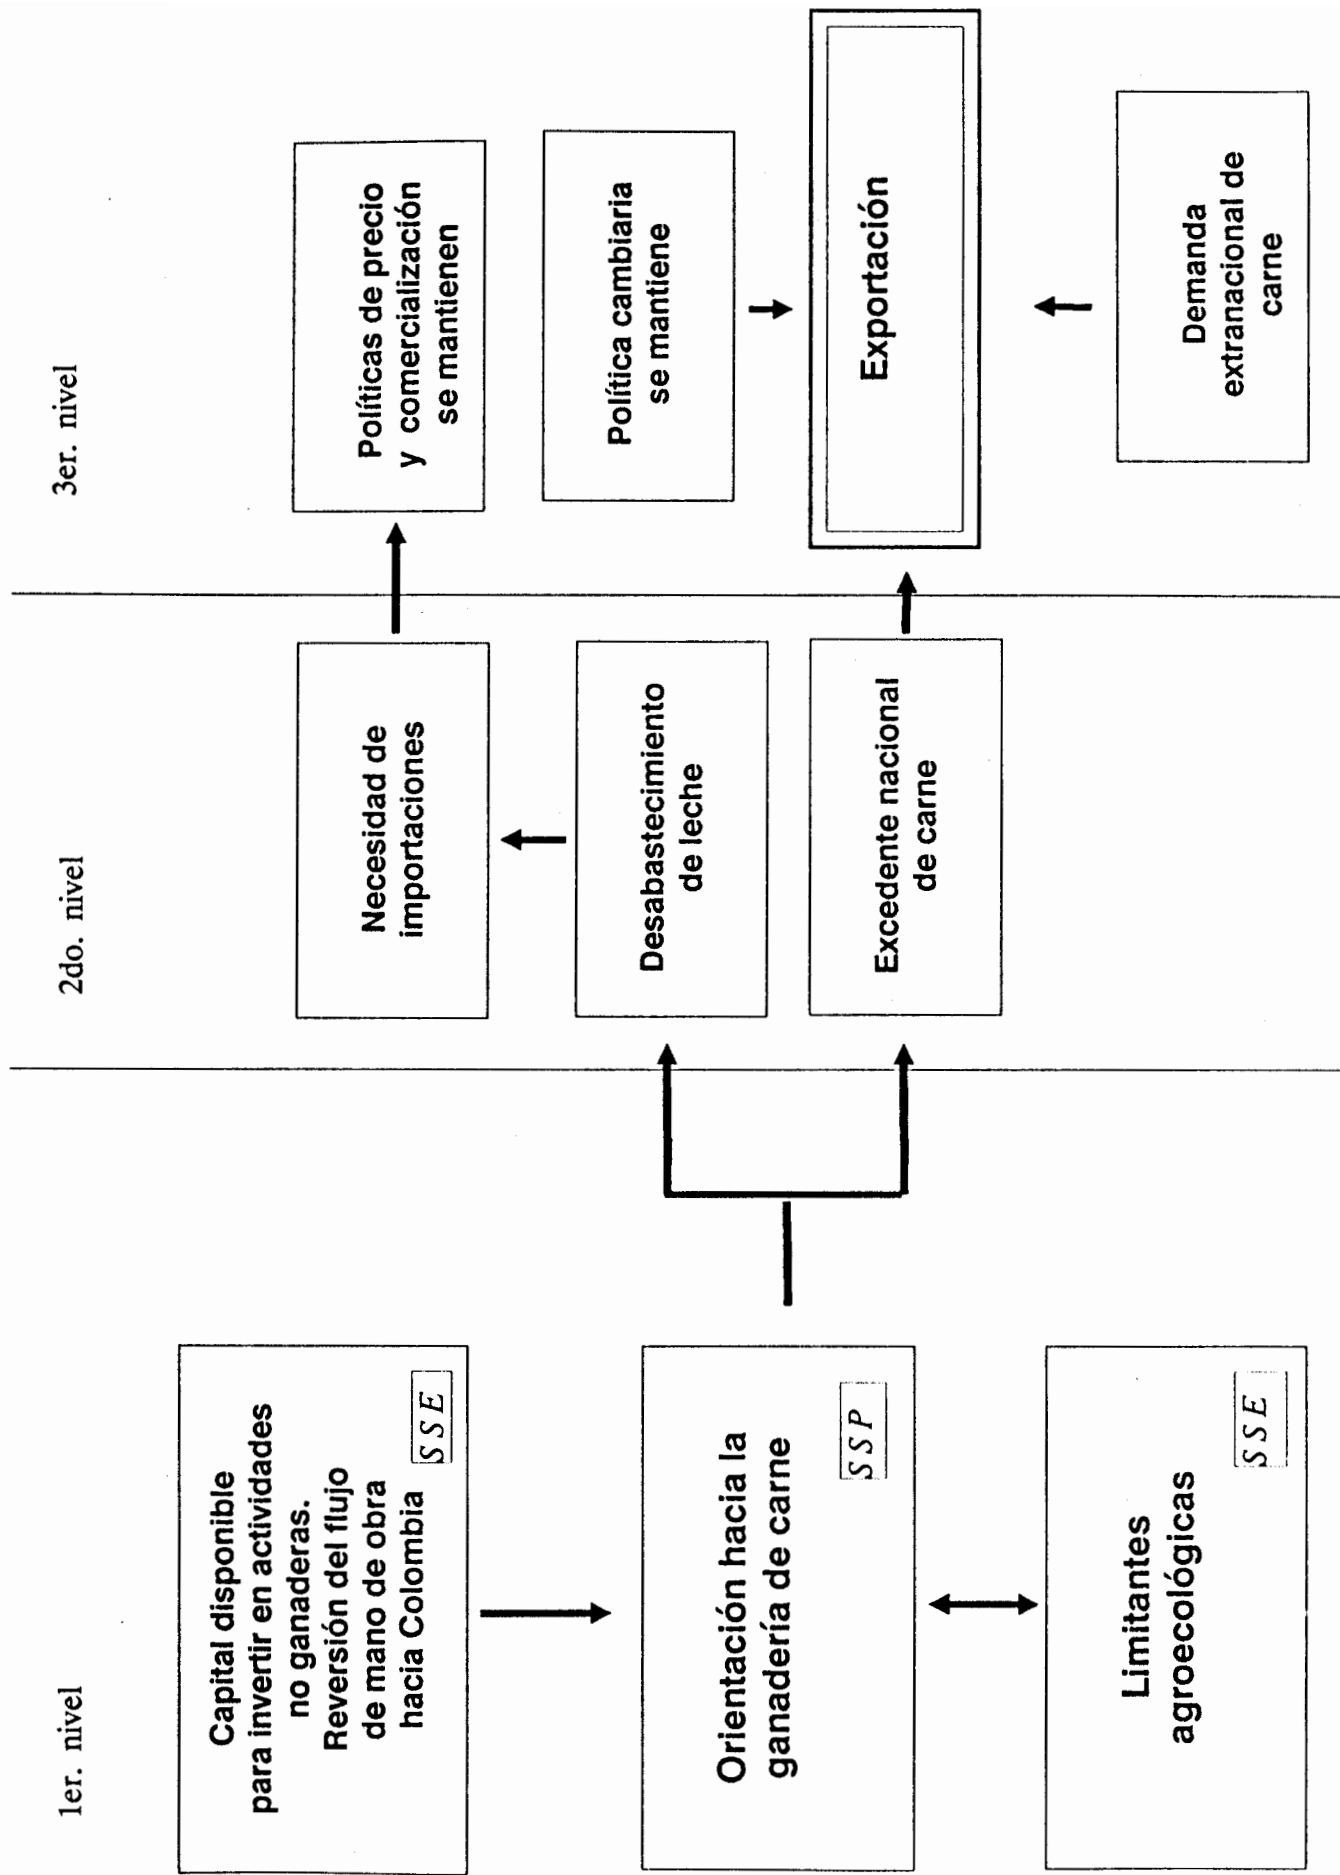 1er. nivel
Capital disponible
para invertir en actividades
no ganaderas.
Reversión del flujo
de mano de obra
hacia Colombia
SSE
Orientación hacia la
ganadería de carne
SSP
Limitantes
agroecológicas
SSE
2do. nivel
Necesidad de
importaciones
Desabastecimiento
de leche
Excedente nacional
de carne
3er. nivel
Políticas de precio
y comercialización
se mantienen
Política cambiaria
se mantiene
Exportación
Demanda
extranacional de
carne